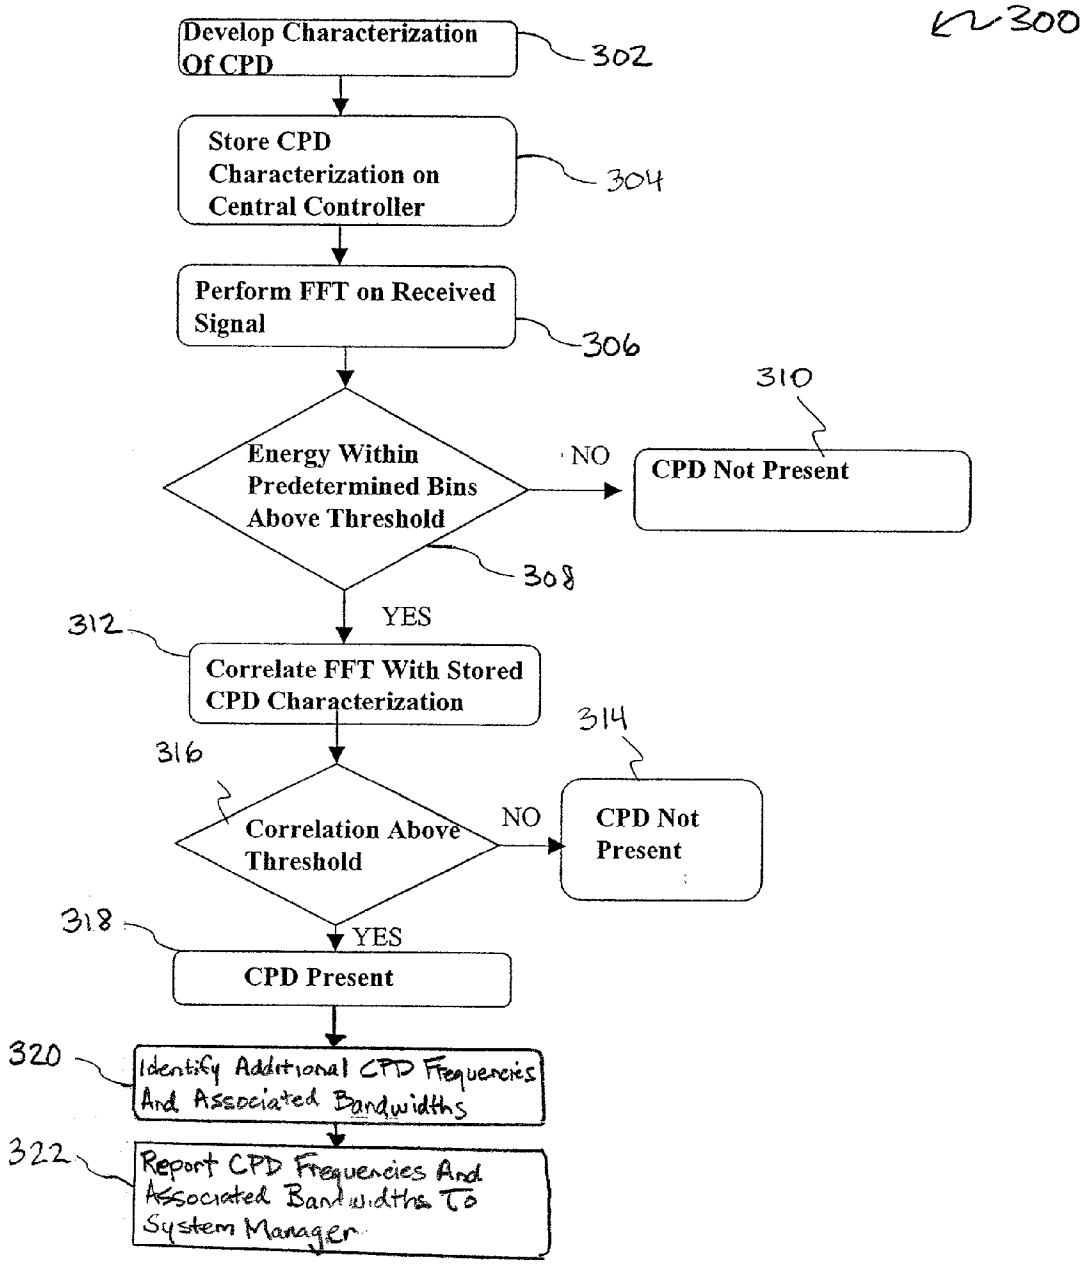 300
Develop Characterization
Of CPD
302
Store CPD
Characterization on
Central Controller
304
Perform FFT on Received
Signal
306
310
Energy Within
Predetermined Bins
Above Threshold
NO
CPD Not Present
308
YES
312
Correlate FFT With Stored
CPD Characterization
314
316
Correlation Above
Threshold
NO
CPD Not
Present
318
YES
CPD Present
320
Identify Additional CPD Frequencies
And Associated Bandwidths
322
Report CPD Frequencies And
Associated Bandwidths To
System Manager